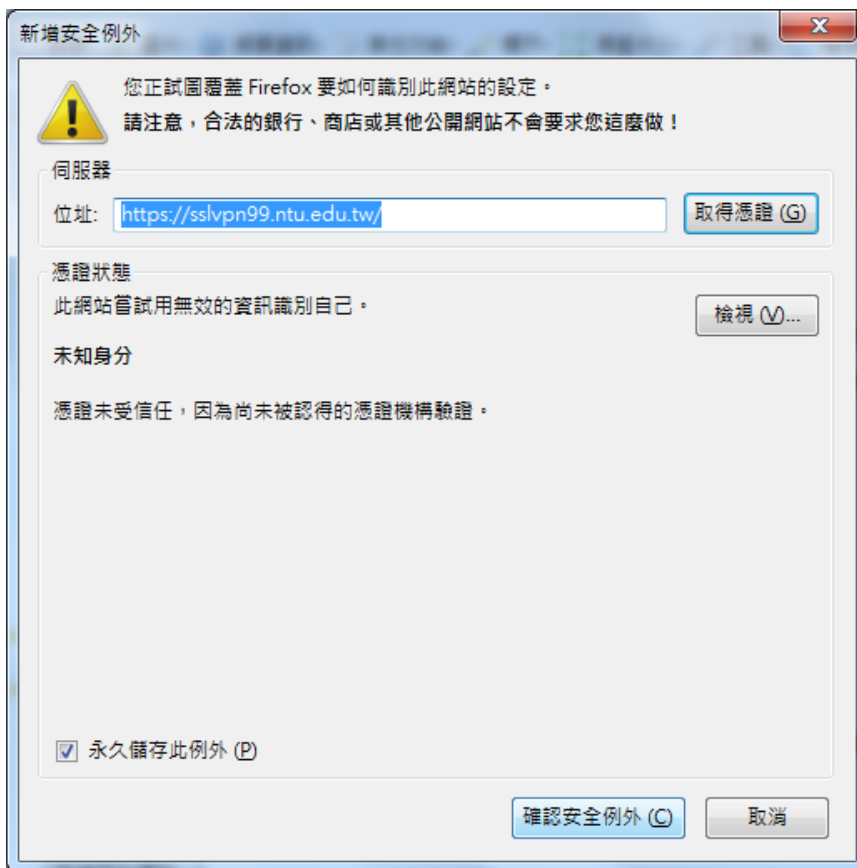 新增安全例外
您正試圖覆蓋 Firefox 要如何識別此網站的設定。
請注意，合法的銀行、商店或其他公開網站不會要求您這麼做！
伺服器
位址: https://sslvpn99.ntu.edu.tw/ 取得憑證 (G)
憑證狀態
此網站嘗試用無效的資訊識別自己。
檢視 (V)...
未知身分
憑證未受信任，因為尚未被認得的憑證機構驗證。
永久儲存此例外 (P)
確認安全例外 (C) 取消